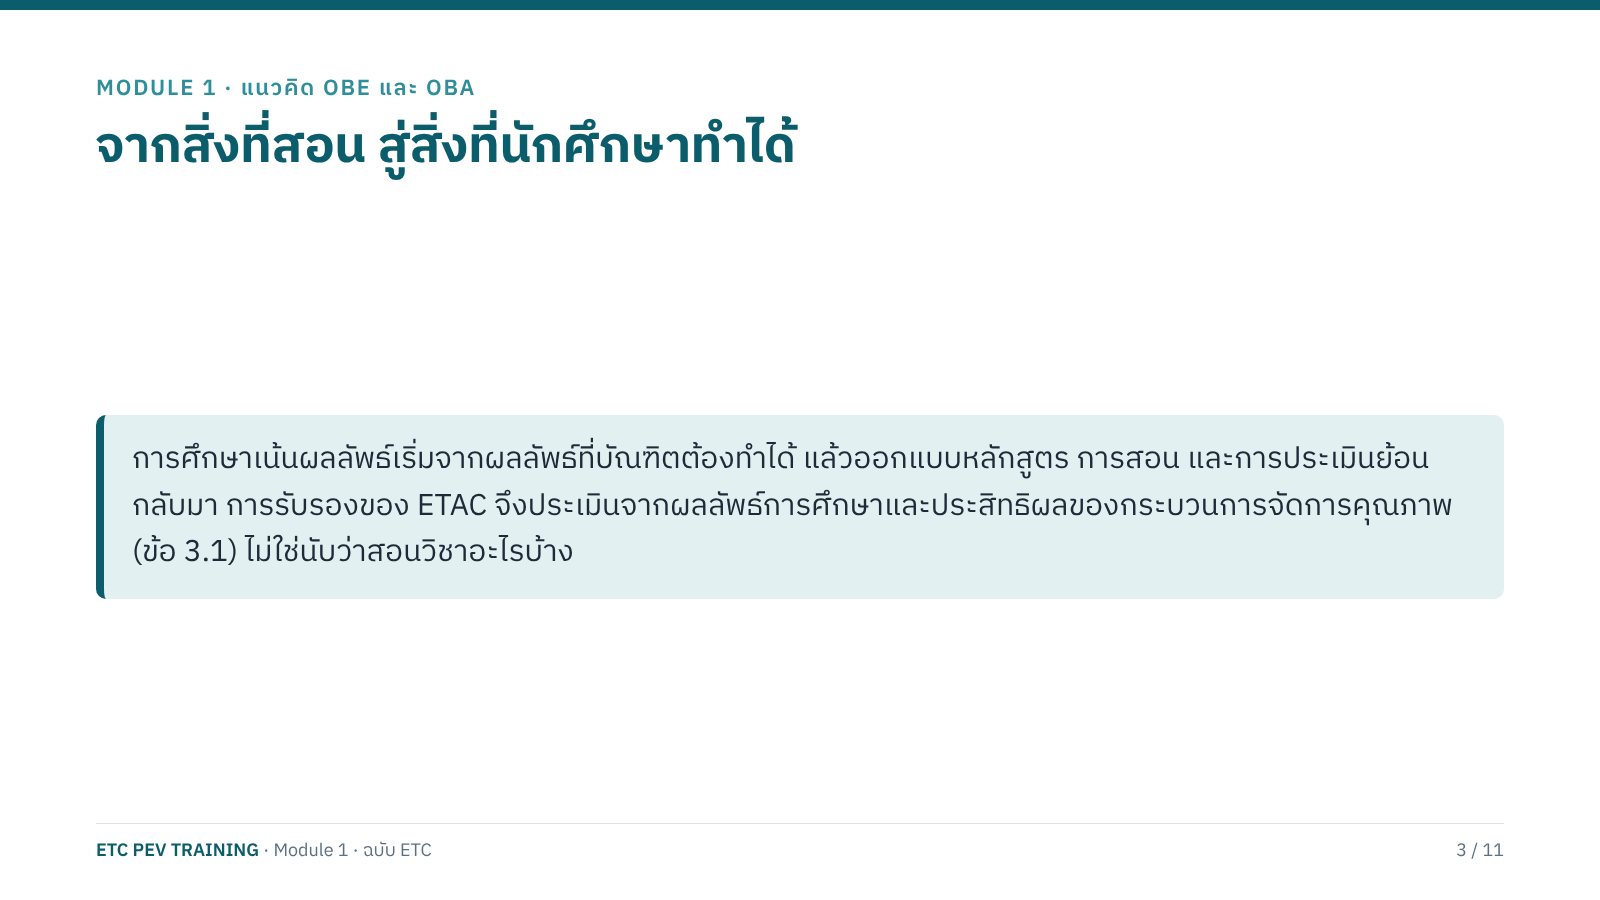 MODULE 1 · แนวคิด OBE และ OBA
จากสิ่งที่สอน สู่สิ่งที่นักศึกษาทำได้
การศึกษาเน้นผลลัพธ์เริ่มจากผลลัพธ์ที่บัณฑิตต้องทำได้ แล้วออกแบบหลักสูตร การสอน และการประเมินย้อน
กลับมา การรับรองของ ETAC จึงประเมินจากผลลัพธ์การศึกษาและประสิทธิผลของกระบวนการจัดการคุณภาพ
(ข้อ 3.1) ไม่ใช่นับว่าสอนวิชาอะไรบ้าง
ETC PEV TRAINING · Module 1 · ฉบับ ETC
3 / 11